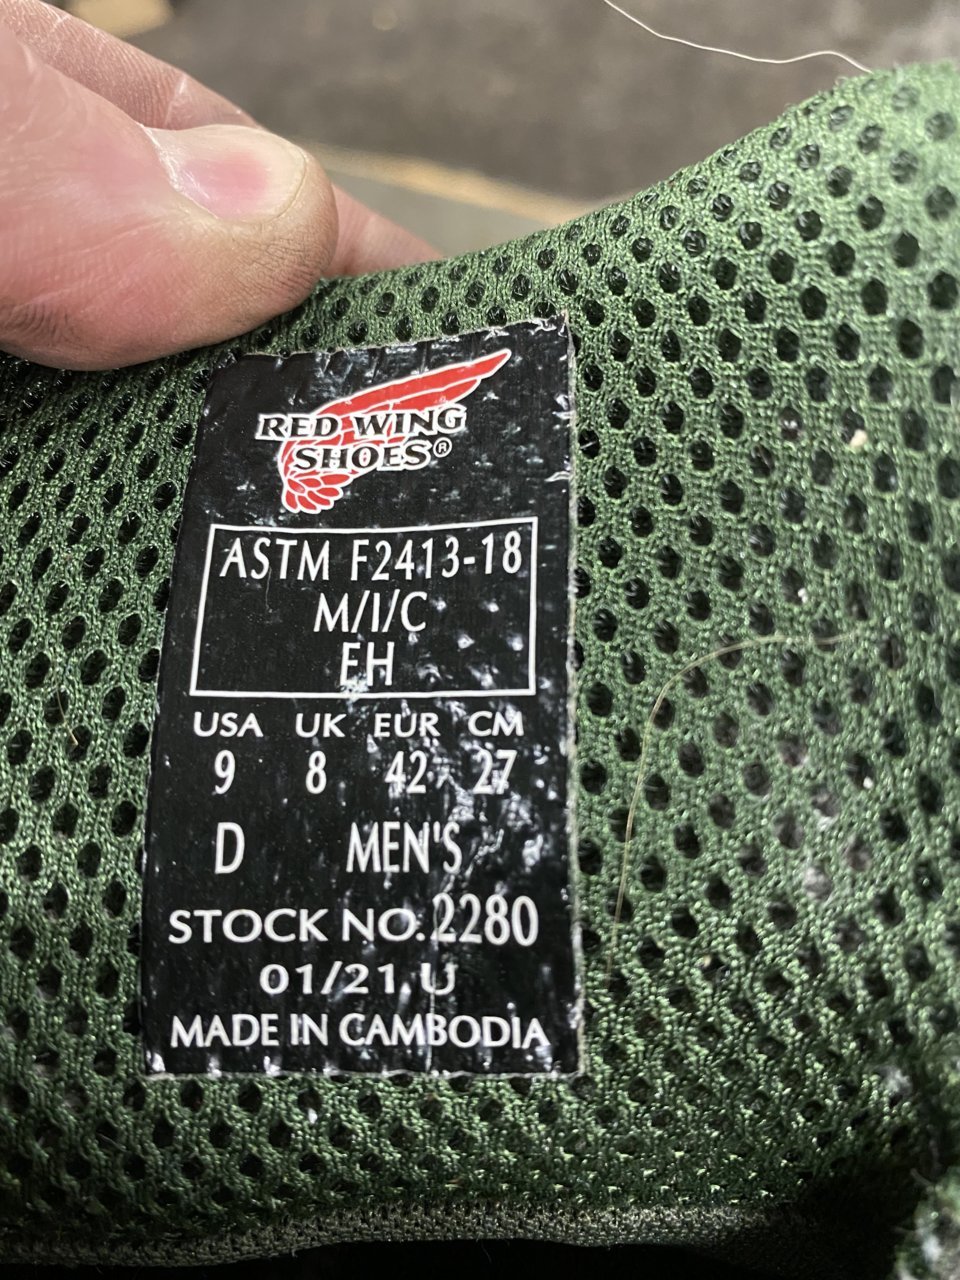 RED WING
SHOES®
ASTM F2413-18
M/I/C
EH
USA UK EUR CM
9 8 42 27
D MEN'S
STOCK NO. 2280
01/21 U
MADE IN CAMBODIA